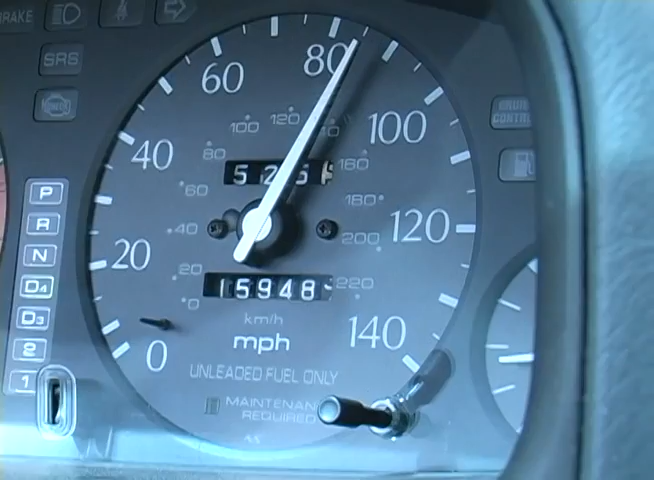 BRAKE
SRS
CRUISE
CONTROL
P
R
N
D4
D3
2
1
0
20
40
60
80
100
120
140
0
20
40
60
80
100
120
160
180
200
220
15948
km/h
mph
UNLEADED FUEL ONLY
MAINTENANCE
REQUIRED